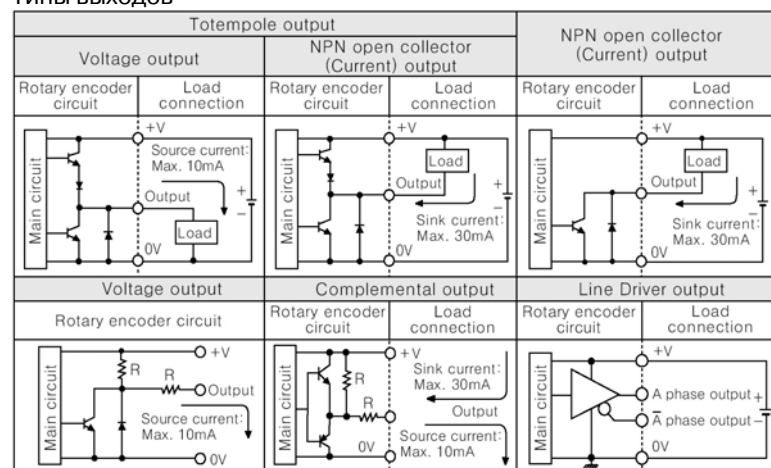 ТИПЫ ВЫХОДОВ
Totempole output
NPN open collector
(Current) output
Voltage output
NPN open collector
(Current) output
Rotary encoder
circuit
Load
connection
Rotary encoder
circuit
Load
connection
Rotary encoder
circuit
Load
connection
Main circuit
+V
Source current:
Max. 10mA
Output
Load
0V
+
−
Main circuit
+V
Load
Output
Sink current:
Max. 30mA
0V
+
−
Main circuit
+V
Load
Output
Sink current:
Max. 30mA
0V
+
−
Voltage output
Complemental output
Line Driver output
Rotary encoder circuit
Rotary encoder
circuit
Load
connection
Rotary encoder
circuit
Load
connection
Main circuit
R
R
+V
Output
Source current:
Max. 10mA
0V
Main circuit
R
R
+V
Sink current:
Max. 30mA
Output
Source current:
Max. 10mA
0V
Main circuit
+V
A phase output
A̅ phase output
0V
+
−